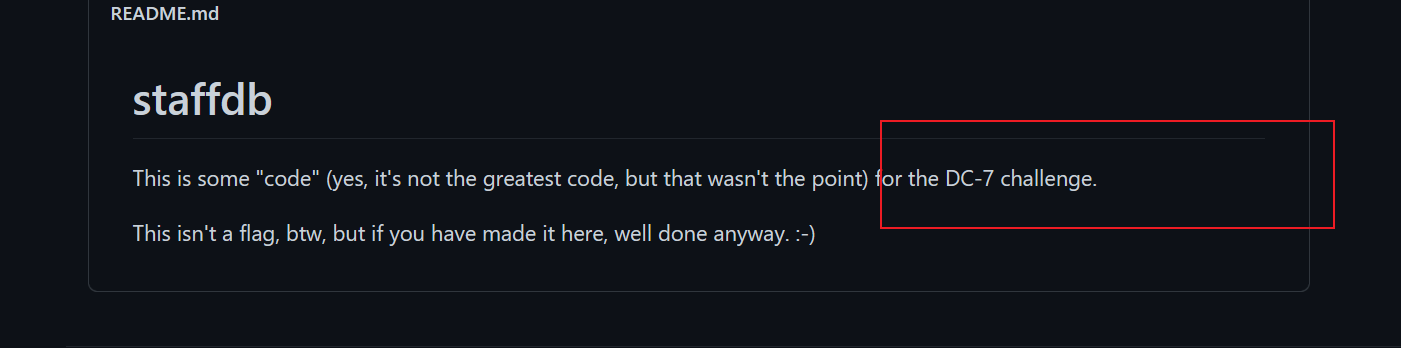 README.md
staffdb
This is some "code" (yes, it's not the greatest code, but that wasn't the point) for the DC-7 challenge.
This isn't a flag, btw, but if you have made it here, well done anyway. :-)